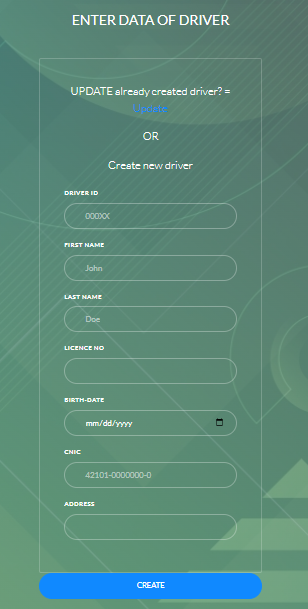 ENTER DATA OF DRIVER
UPDATE already created driver? =
Update
OR
Create new driver
DRIVER ID
000XX
FIRST NAME
John
LAST NAME
Doe
LICENCE NO
BIRTH-DATE
mm/dd/yyyy
CNIC
42101-0000000-0
ADDRESS
CREATE